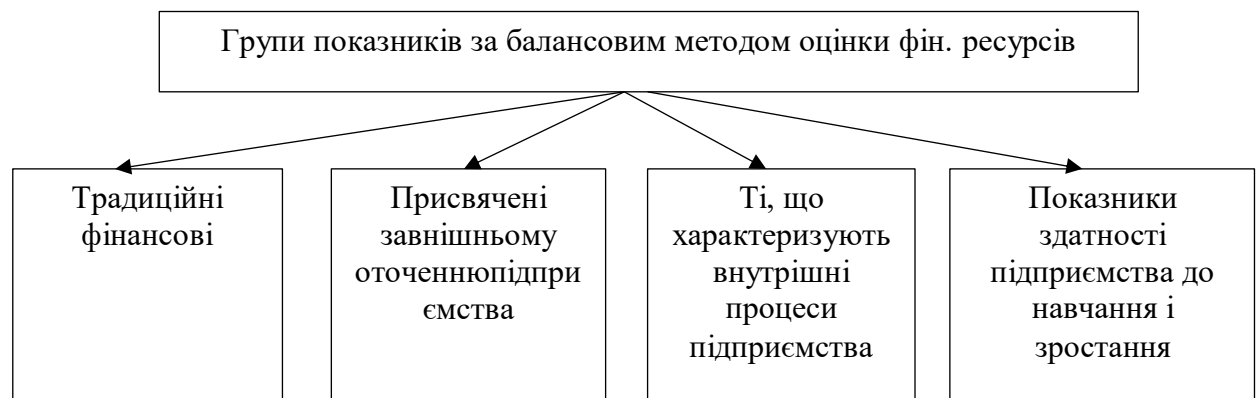 Групи показників за балансовим методом оцінки фін. ресурсів
Традиційні
фінансові
Присвячені
завнішньому
оточеннюпідпри
ємства
Ті, що
характеризують
внутрішні
процеси
підприємства
Показники
здатності
підприємства до
навчання і
зростання